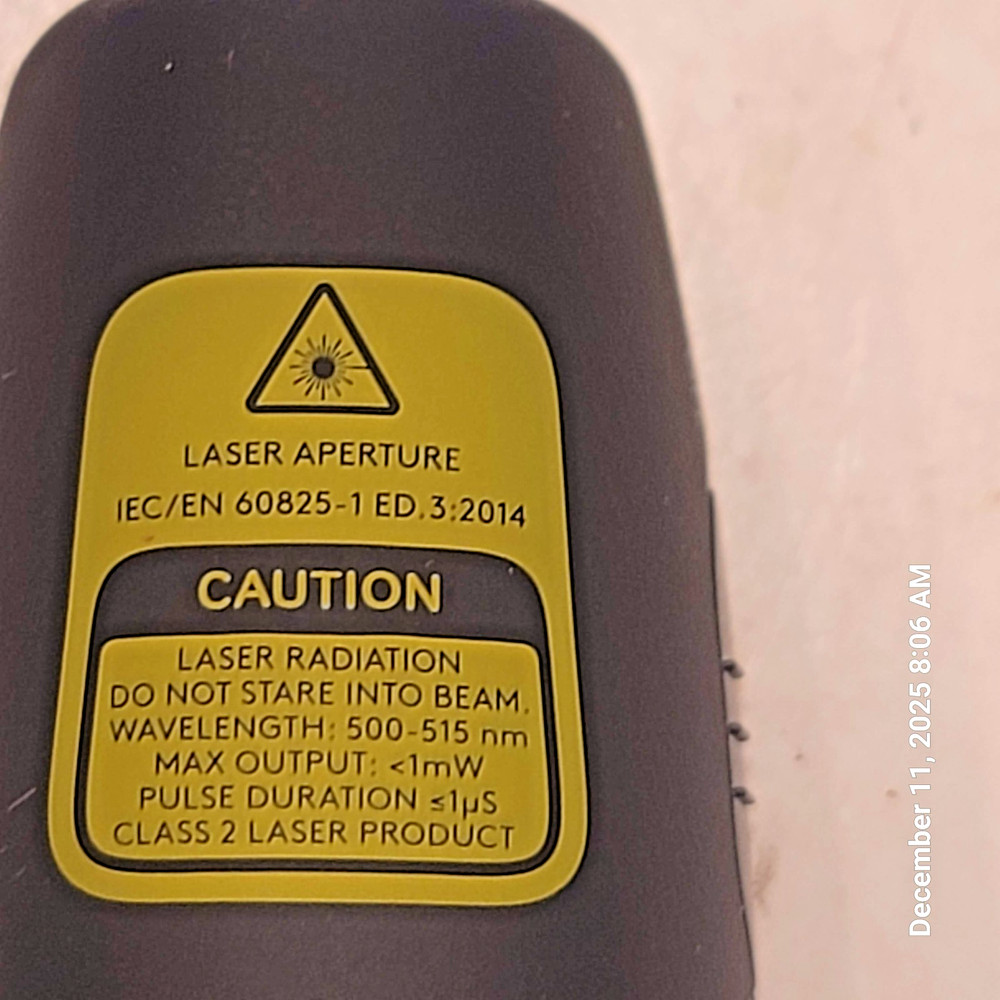 LASER APERTURE
IEC/EN 60825-1 ED.3:2014
CAUTION
LASER RADIATION
DO NOT STARE INTO BEAM.
WAVELENGTH: 500-515 nm
MAX OUTPUT: <1mW
PULSE DURATION ≤1µS
CLASS 2 LASER PRODUCT
December 11, 2025 8:06 AM